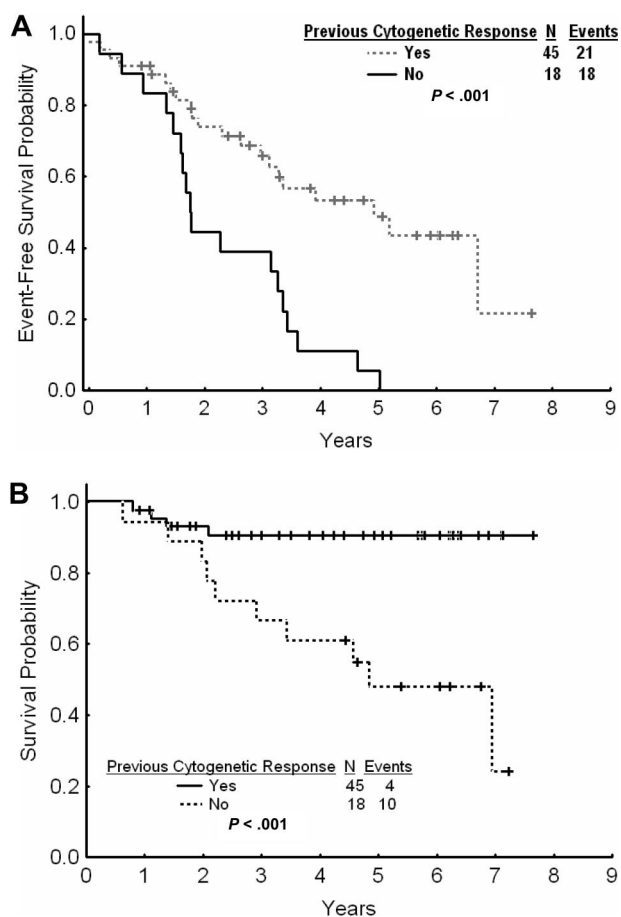 A
Previous Cytogenetic Response N Events
Yes 45 21
No 18 18
P < .001
Event-Free Survival Probability
1.0
0.8
0.6
0.4
0.2
0.0
0 1 2 3 4 5 6 7 8 9
Years
B
Survival Probability
1.0
0.8
0.6
0.4
0.2
0.0
Previous Cytogenetic Response N Events
Yes 45 4
No 18 10
P < .001
0 1 2 3 4 5 6 7 8 9
Years